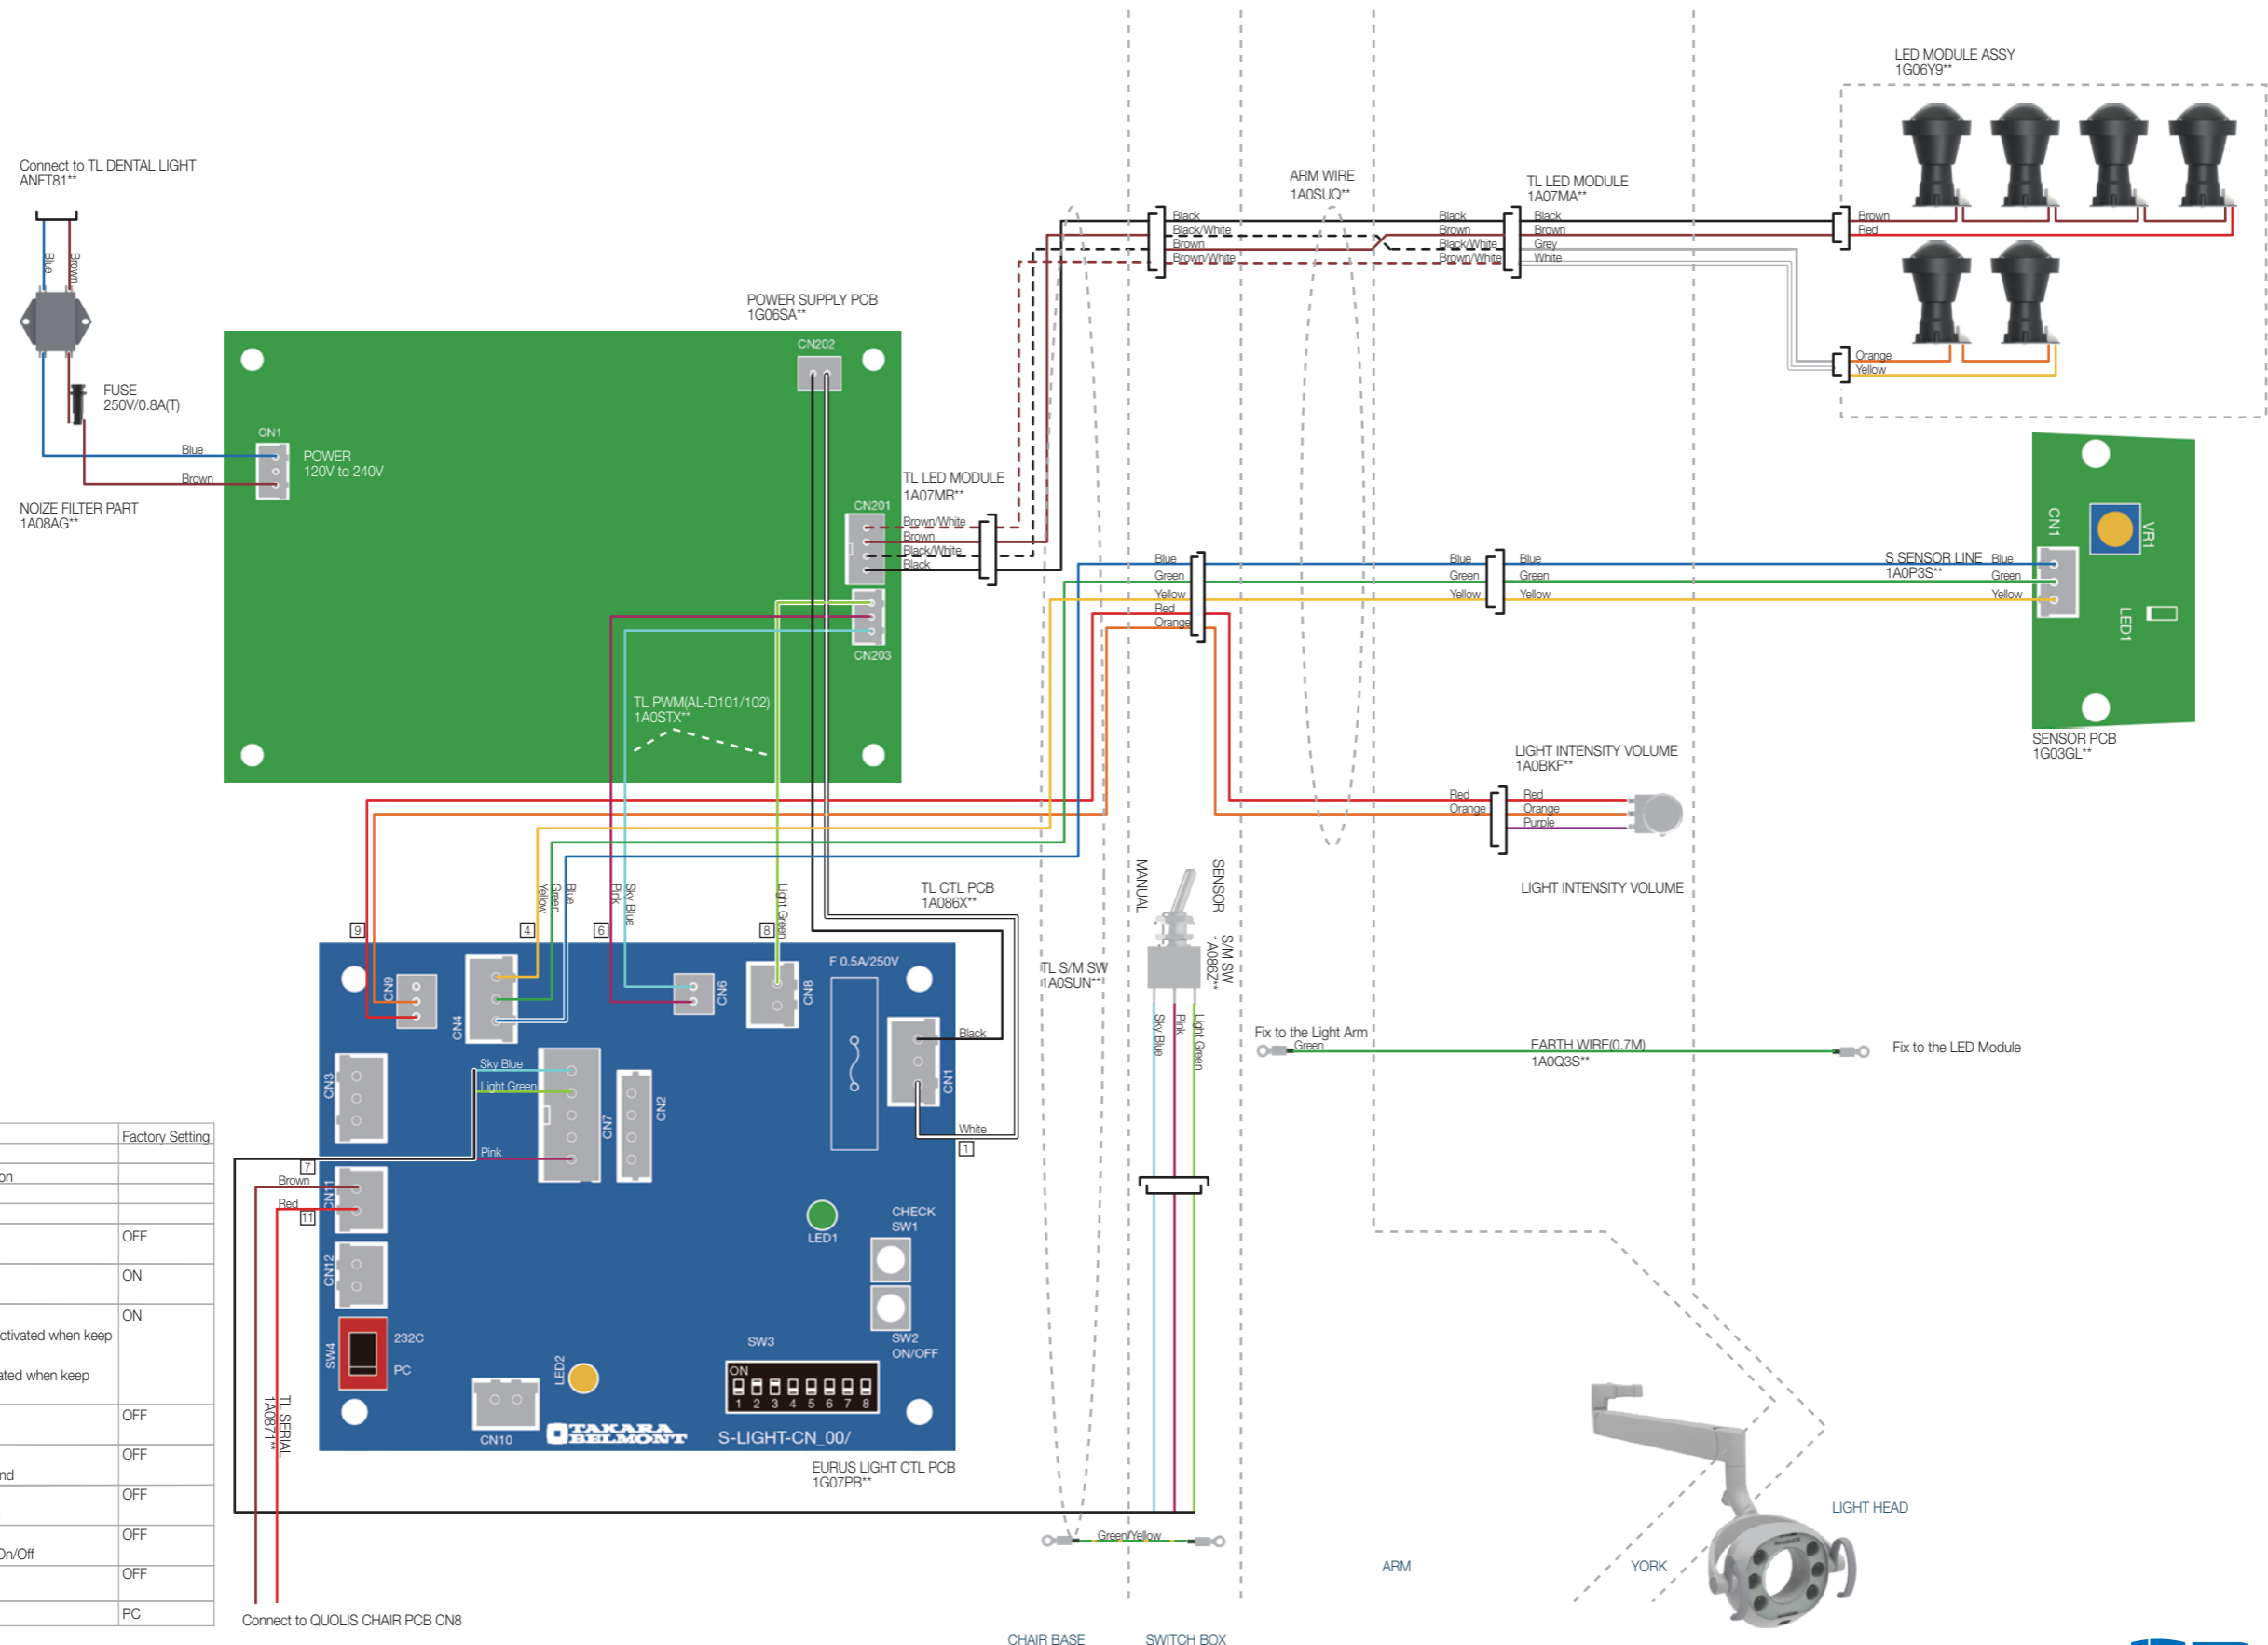 LED MODULE ASSY
1G06Y9**
Connect to TL DENTAL LIGHT
ANFT81**
Blue
Brown
FUSE
250V/0.8A(T)
NOIZE FILTER PART
1A08AG**
Blue
Brown
POWER SUPPLY PCB
1G06SA**
CN202
CN1
POWER
120V to 240V
TL LED MODULE
1A07MR**
CN201
Brown/White
Brown
Black/White
Black
CN203
TL PWM(AL-D101/102)
1A0STX**
ARM WIRE
1A0SUQ**
TL LED MODULE
1A07MA**
Black
Black/White
Brown
Brown/White
Black
Brown
Black/White
Brown/White
Black
Brown
Grey
White
Brown
Red
Orange
Yellow
Blue
Green
Yellow
Red
Orange
Blue
Green
Yellow
Blue
Green
Yellow
S SENSOR LINE
1A0P3S**
Blue
Green
Yellow
CN1
VR1
LED1
SENSOR PCB
1G03GL**
LIGHT INTENSITY VOLUME
1A0BKF**
Red
Orange
Red
Orange
Purple
LIGHT INTENSITY VOLUME
MANUAL
SENSOR
S/M SW
1A086Z**
TL S/M SW
1A0SUN**
Sky Blue
Pink
Light Green
Fix to the Light Arm
Green
EARTH WIRE(0.7M)
1A0Q3S**
Fix to the LED Module
TL CTL PCB
1A086X**
Yellow
Green
Blue
Pink
Sky Blue
Light Green
9
4
6
8
CN9
CN4
CN6
CN8
F 0.5A/250V
Black
CN1
White
1
CN3
Sky Blue
Light Green
Pink
CN7
CN2
7
Brown
CN11
Red
11
CN12
LED1
CHECK
SW1
SW2
ON/OFF
SW4
232C
PC
LED2
SW3
ON
1 2 3 4 5 6 7 8
CN10
TAKARA
BELMONT
S-LIGHT-CN_00/
EURUS LIGHT CTL PCB
1G07PB**
TL SERIAL
1A0871**
Connect to QUOLIS CHAIR PCB CN8
Green/Yellow
Factory Setting
on
OFF
ON
ON
ctivated when keep
ated when keep
OFF
OFF
nd
OFF
OFF
On/Off
OFF
PC
LIGHT HEAD
ARM
YORK
CHAIR BASE
SWITCH BOX